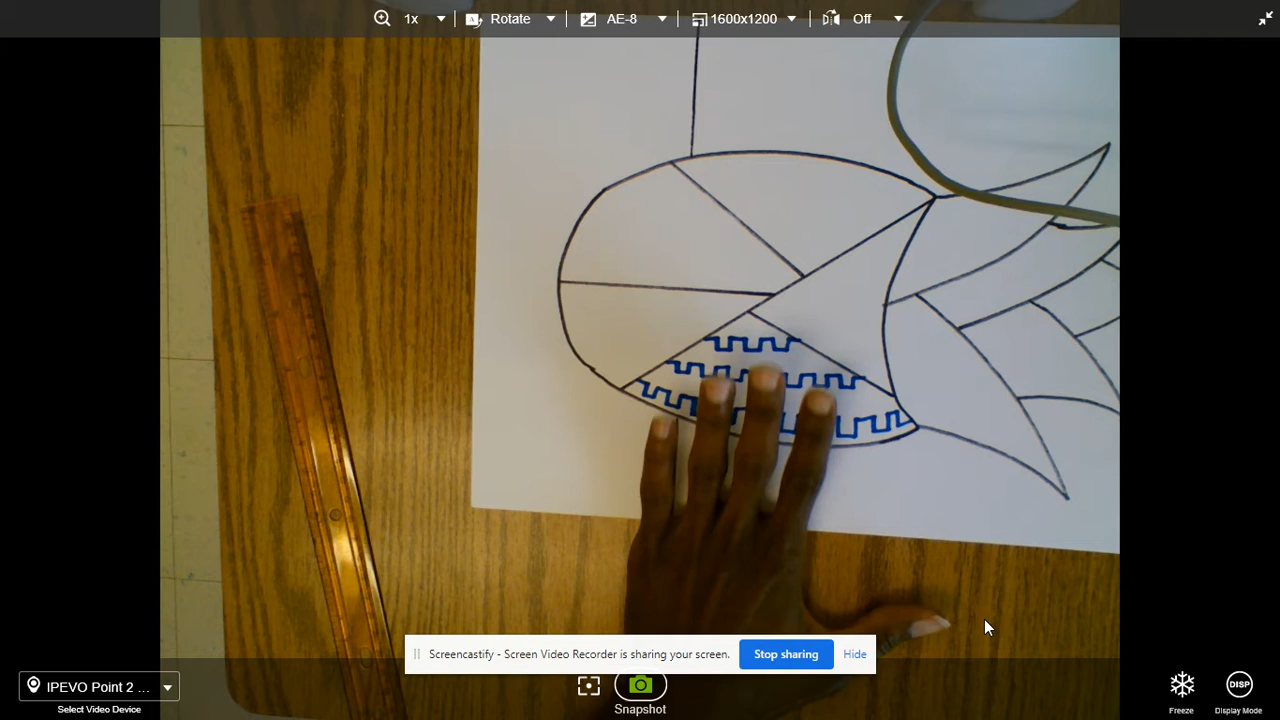 1x Rotate AE-8 1600x1200 Off
Screencastify - Screen Video Recorder is sharing your screen. Stop sharing Hide
IPEVO Point 2 ...
Select Video Device
Snapshot
Freeze
DISP
Display Mode